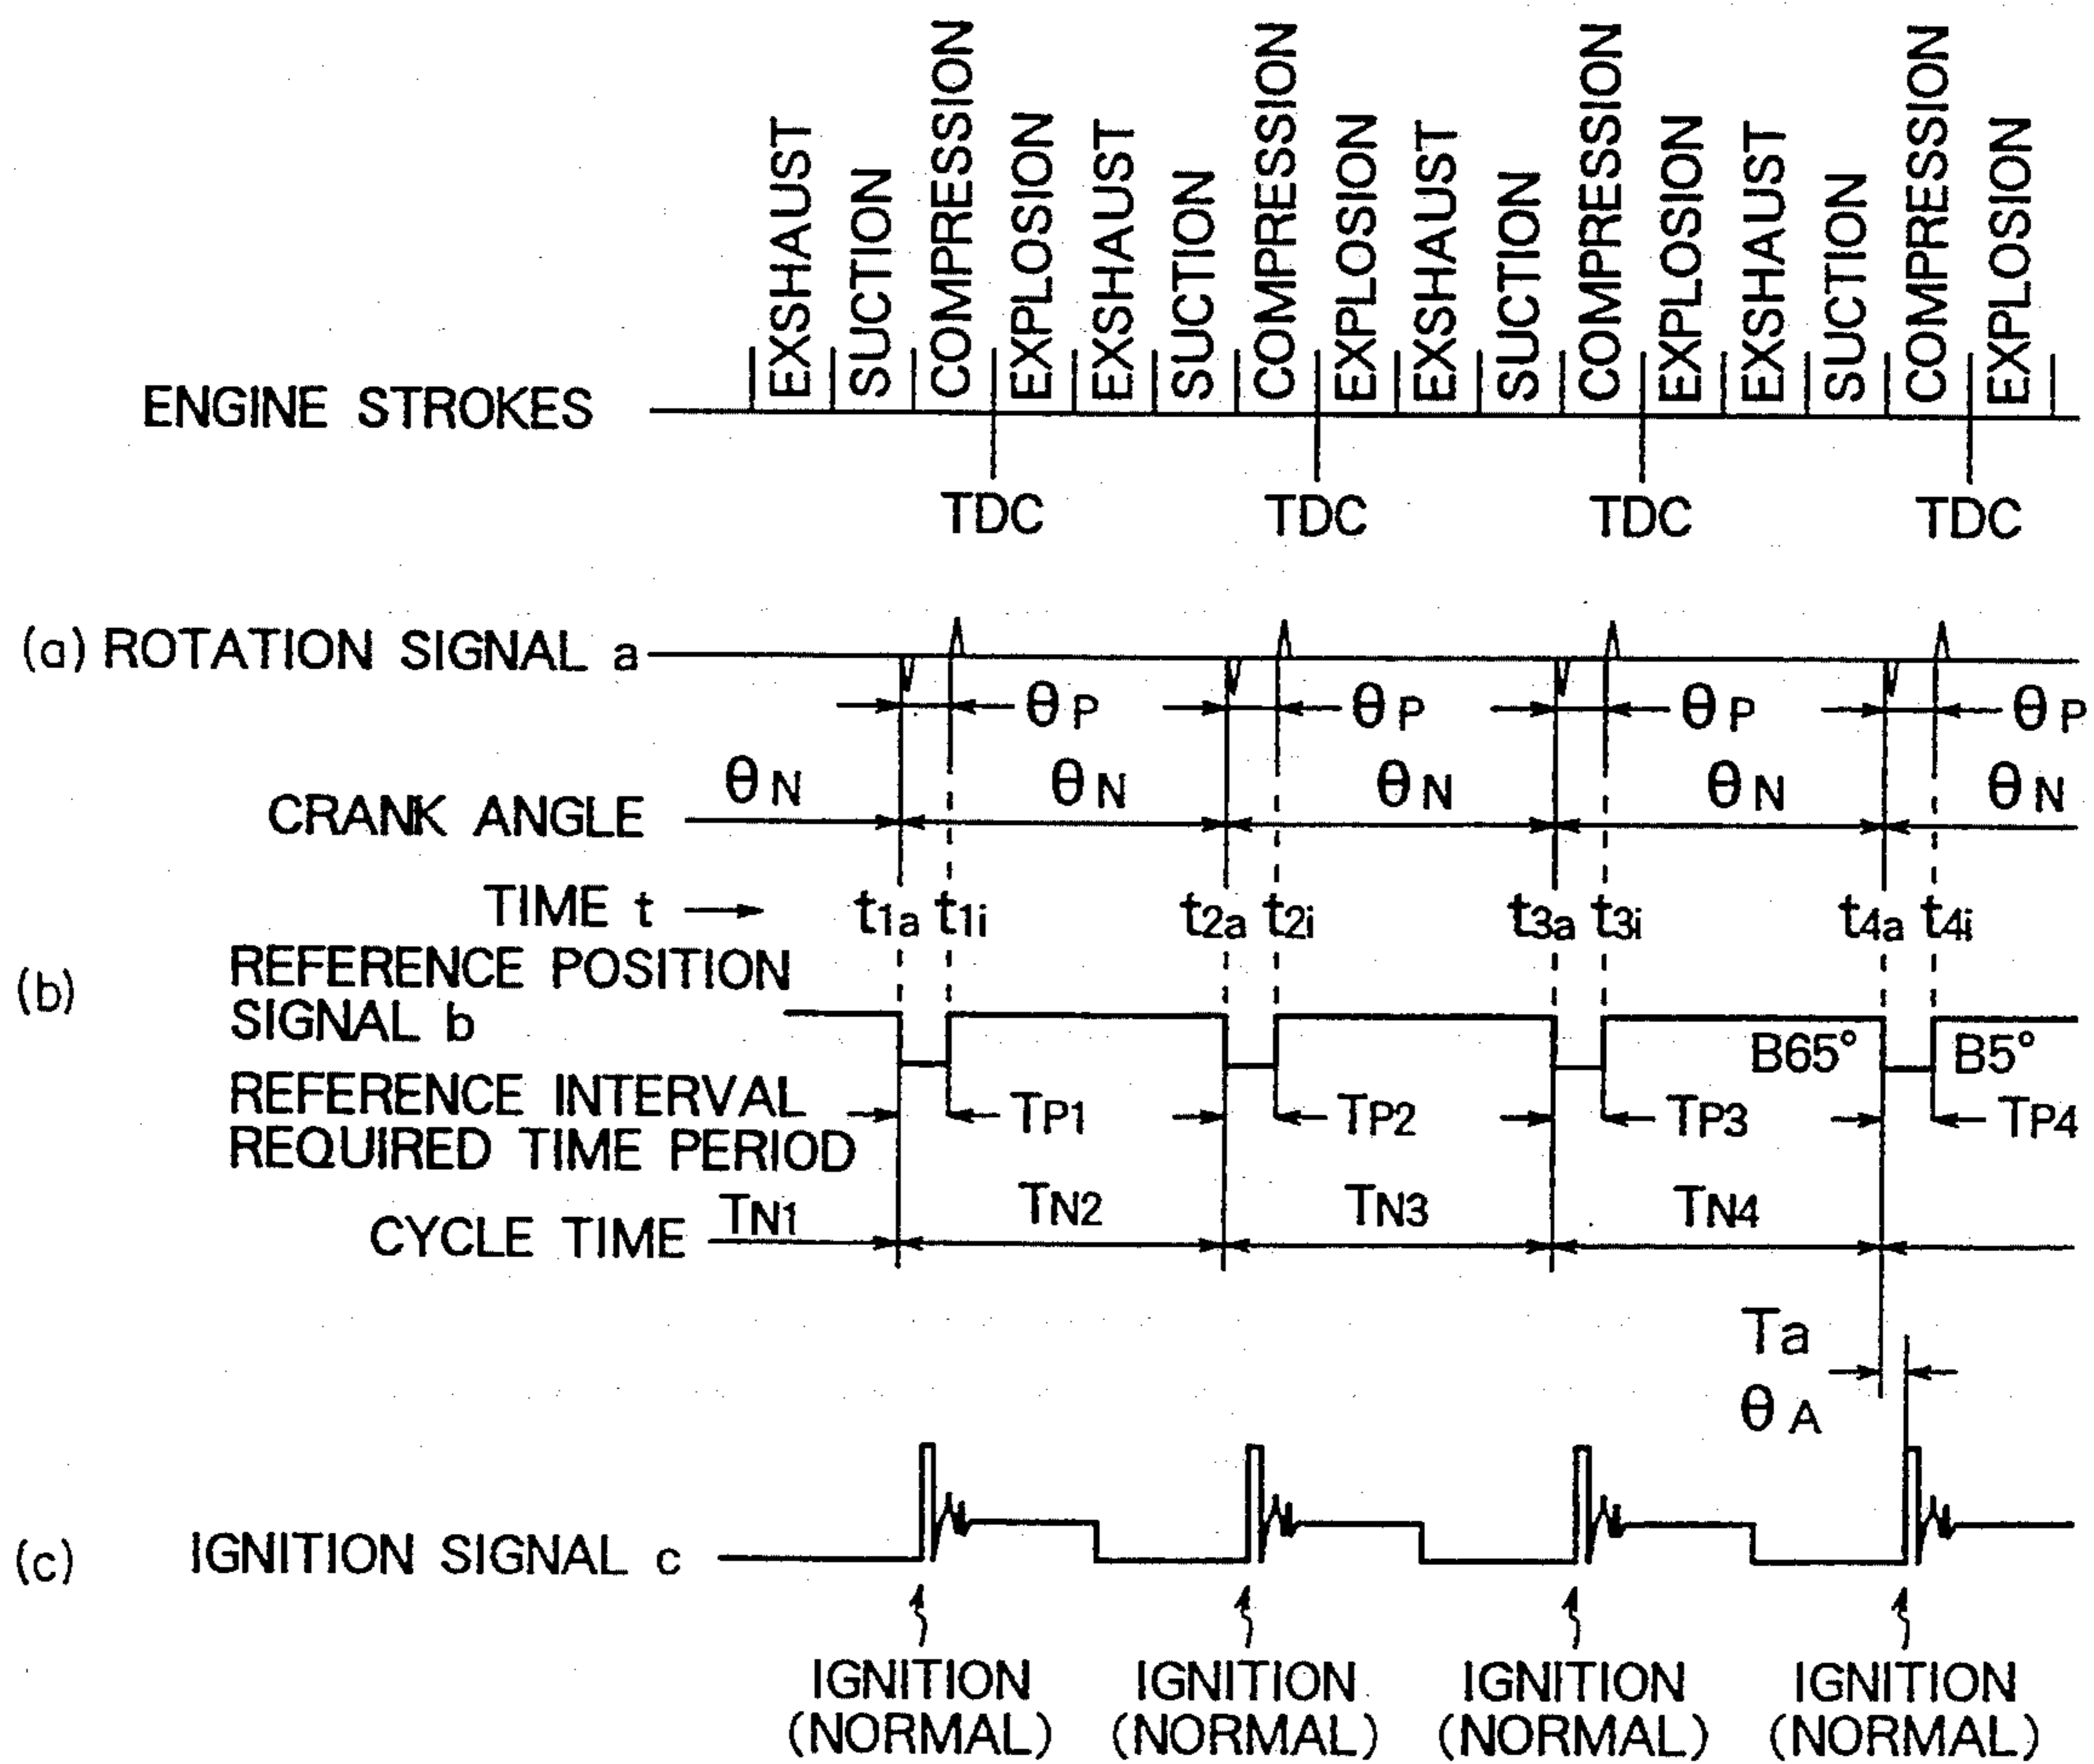 EXSHAUST SUCTION COMPRESSION EXPLOSION EXSHAUST SUCTION COMPRESSION EXPLOSION EXSHAUST SUCTION COMPRESSION EXPLOSION EXSHAUST SUCTION COMPRESSION EXPLOSION
ENGINE STROKES
TDC TDC TDC TDC
(a) ROTATION SIGNAL a
θP θP θP θP
CRANK ANGLE θN θN θN θN θN
TIME t t1a t1i t2a t2i t3a t3i t4a t4i
(b) REFERENCE POSITION
SIGNAL b
B65° B5°
REFERENCE INTERVAL
REQUIRED TIME PERIOD
TP1 TP2 TP3 TP4
CYCLE TIME TN1 TN2 TN3 TN4
Ta
θA
(c) IGNITION SIGNAL c
IGNITION IGNITION IGNITION IGNITION
(NORMAL) (NORMAL) (NORMAL) (NORMAL)